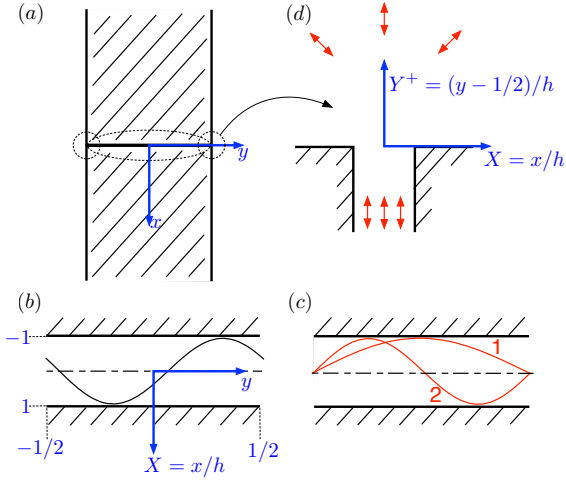 (a)
y
x
(d)
Y⁺ = (y − 1/2)/h
X = x/h
(b)
−1
1
y
X = x/h
−1/2
1/2
(c)
1
2